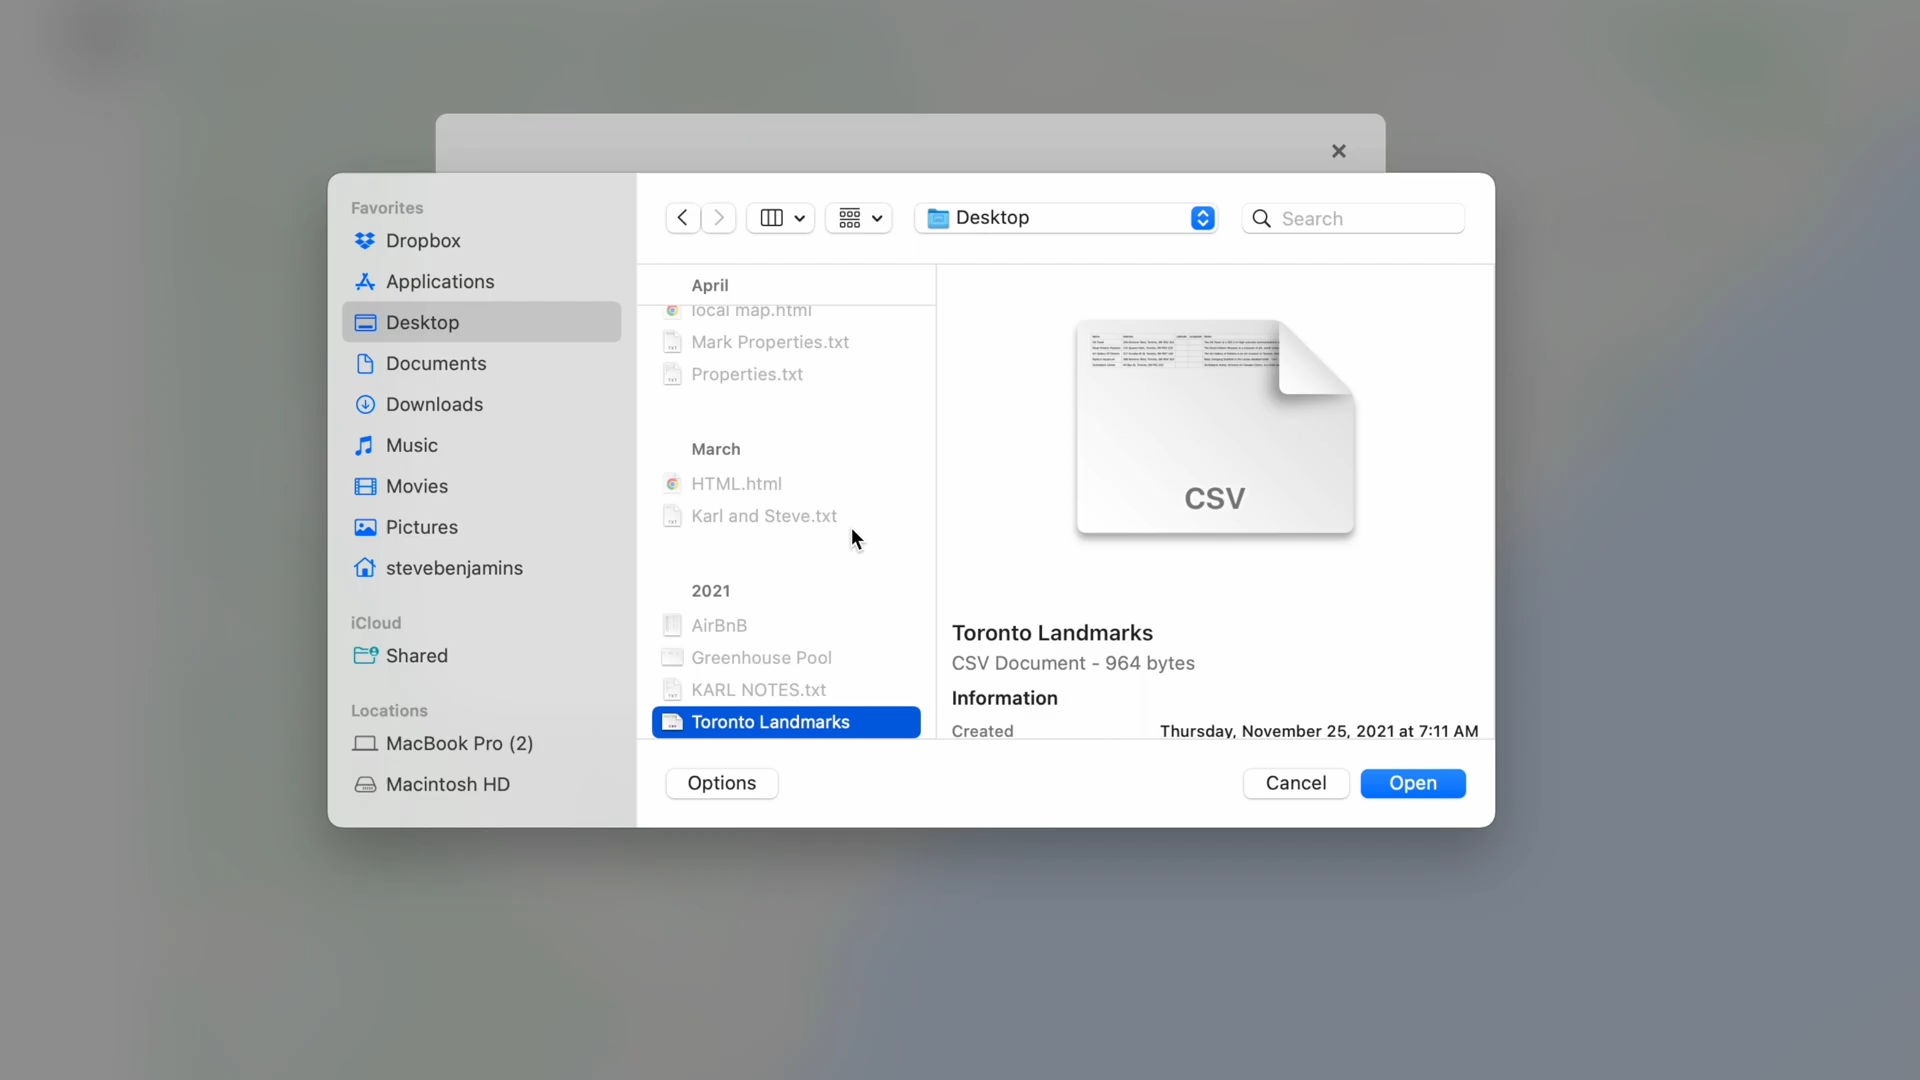 Favorites
Dropbox
Applications
Desktop
Documents
Downloads
Music
Movies
Pictures
stevebenjamins
iCloud
Shared
Locations
MacBook Pro (2)
Macintosh HD
Desktop
Search
April
local map.html
Mark Properties.txt
Properties.txt
March
HTML.html
Karl and Steve.txt
2021
AirBnB
Greenhouse Pool
KARL NOTES.txt
Toronto Landmarks
CSV
Toronto Landmarks
CSV Document - 964 bytes
Information
Created Thursday, November 25, 2021 at 7:11 AM
Options
Cancel
Open